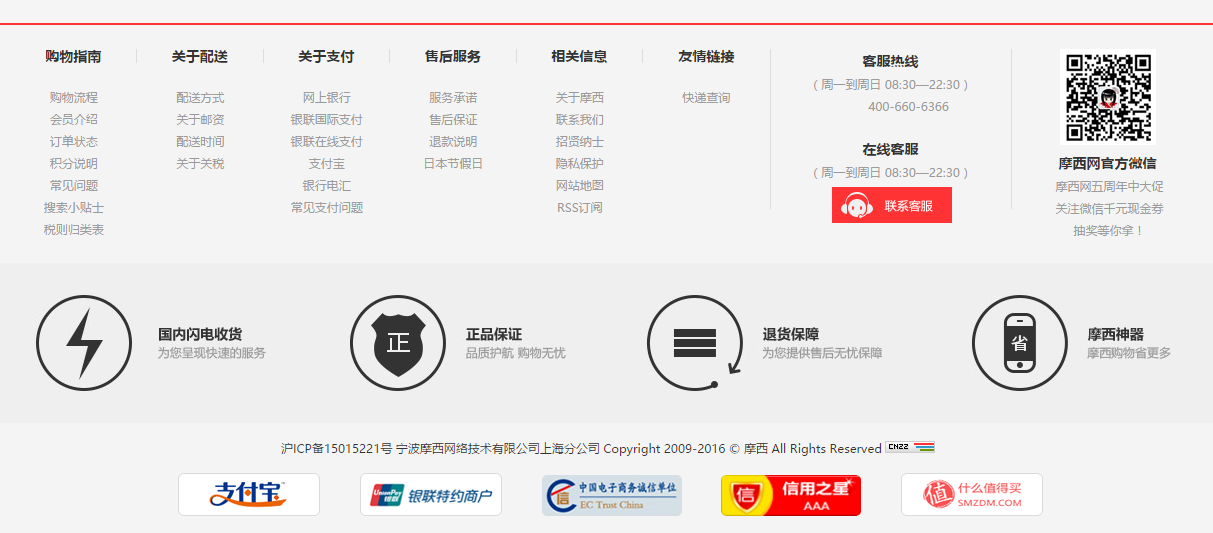 购物指南
购物流程
会员介绍
订单状态
积分说明
常见问题
搜索小贴士
税则归类表
关于配送
配送方式
关于邮资
配送时间
关于关税
关于支付
网上银行
银联国际支付
银联在线支付
支付宝
银行电汇
常见支付问题
售后服务
服务承诺
售后保证
退款说明
日本节假日
相关信息
关于摩西
联系我们
招贤纳士
隐私保护
网站地图
RSS订阅
友情链接
快递查询
客服热线
( 周一到周日 08:30—22:30 )
400-660-6366
在线客服
( 周一到周日 08:30—22:30 )
联系客服
摩西网官方微信
摩西网五周年中大促
关注微信千元现金券
抽奖等你拿！
国内闪电收货
为您呈现快速的服务
正
正品保证
品质护航 购物无忧
退货保障
为您提供售后无忧保障
省
摩西神器
摩西购物省更多
沪ICP备15015221号 宁波摩西网络技术有限公司上海分公司 Copyright 2009-2016 © 摩西 All Rights Reserved CNZZ
支付宝
UnionPay
银联
银联特约商户
信
中国电子商务诚信单位
EC Trust China
信
信用之星
AAA
值
什么值得买
SMZDM.COM